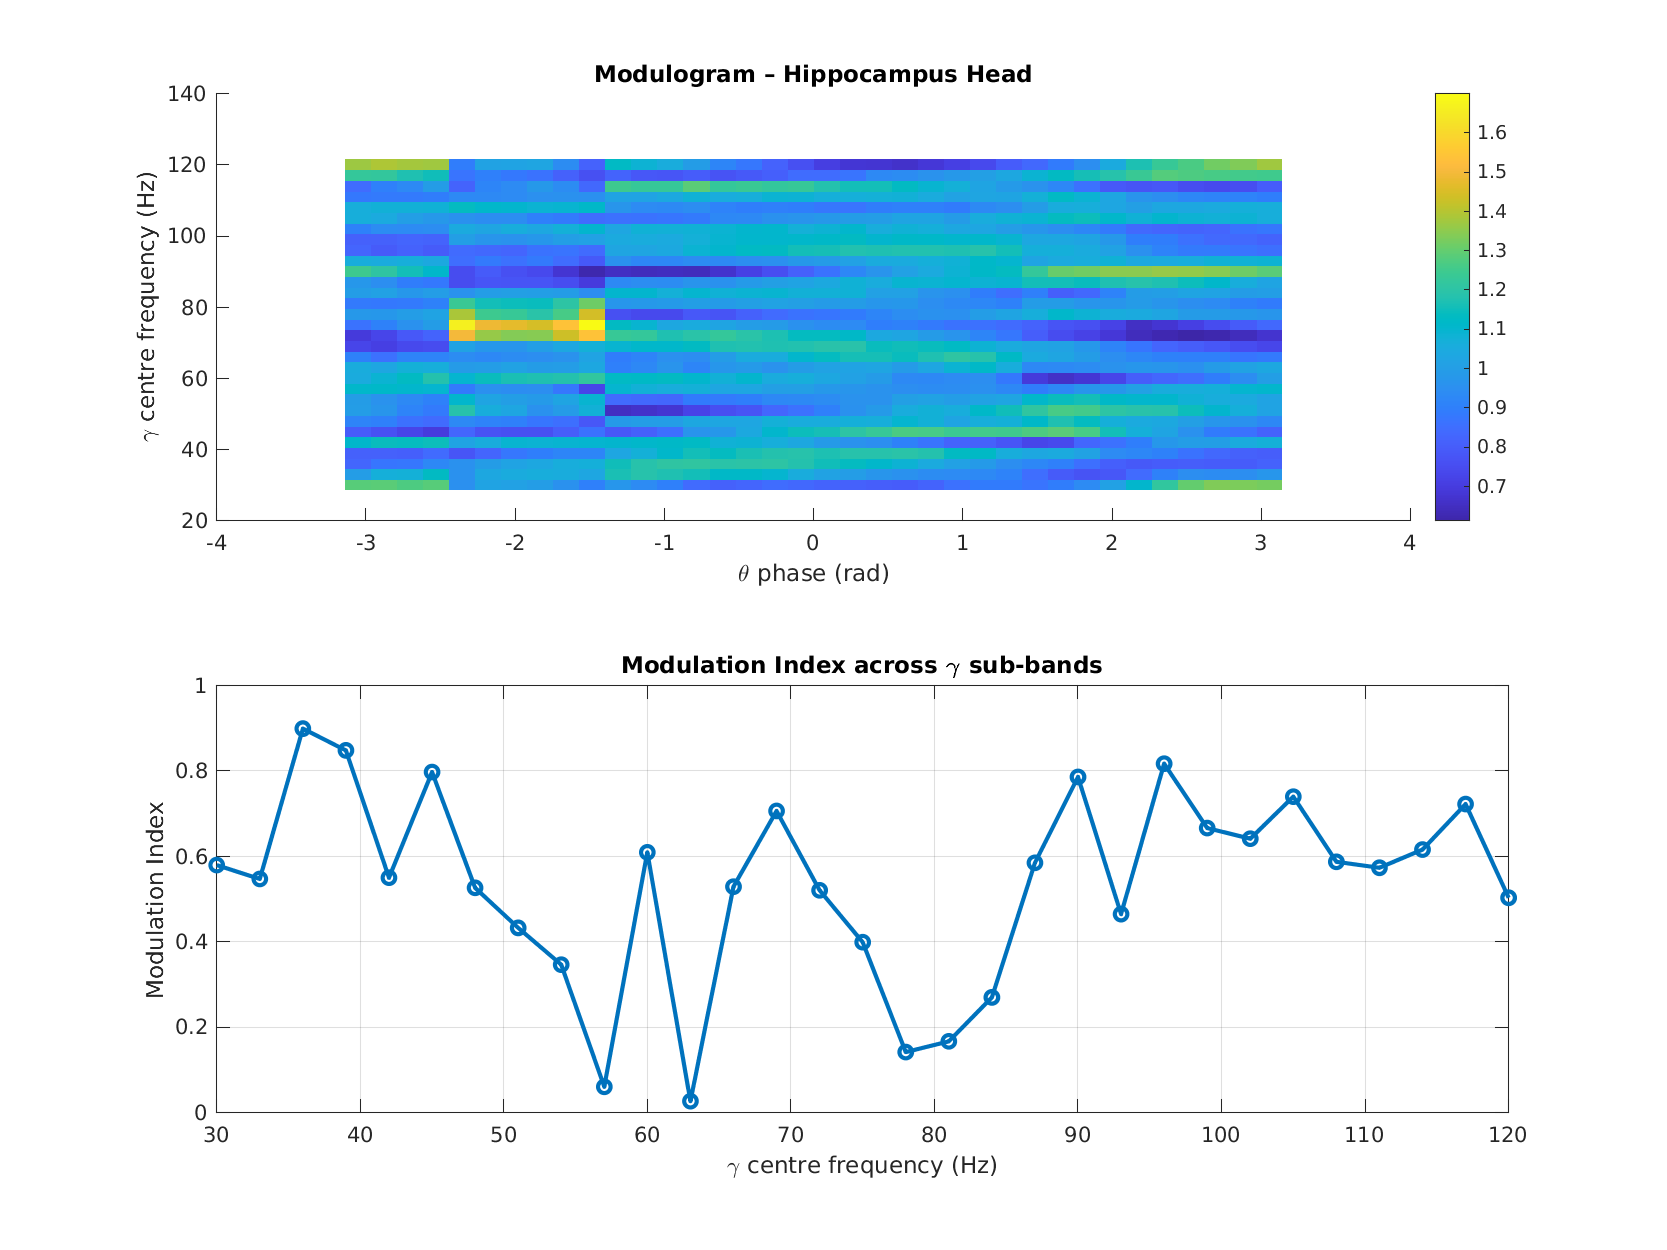 Modulogram – Hippocampus Head
140
120
100
80
60
40
20
γ centre frequency (Hz)
-4 -3 -2 -1 0 1 2 3 4
θ phase (rad)
1.6
1.5
1.4
1.3
1.2
1.1
1
0.9
0.8
0.7
Modulation Index across γ sub-bands
1
0.8
0.6
0.4
0.2
0
Modulation Index
30 40 50 60 70 80 90 100 110 120
γ centre frequency (Hz)